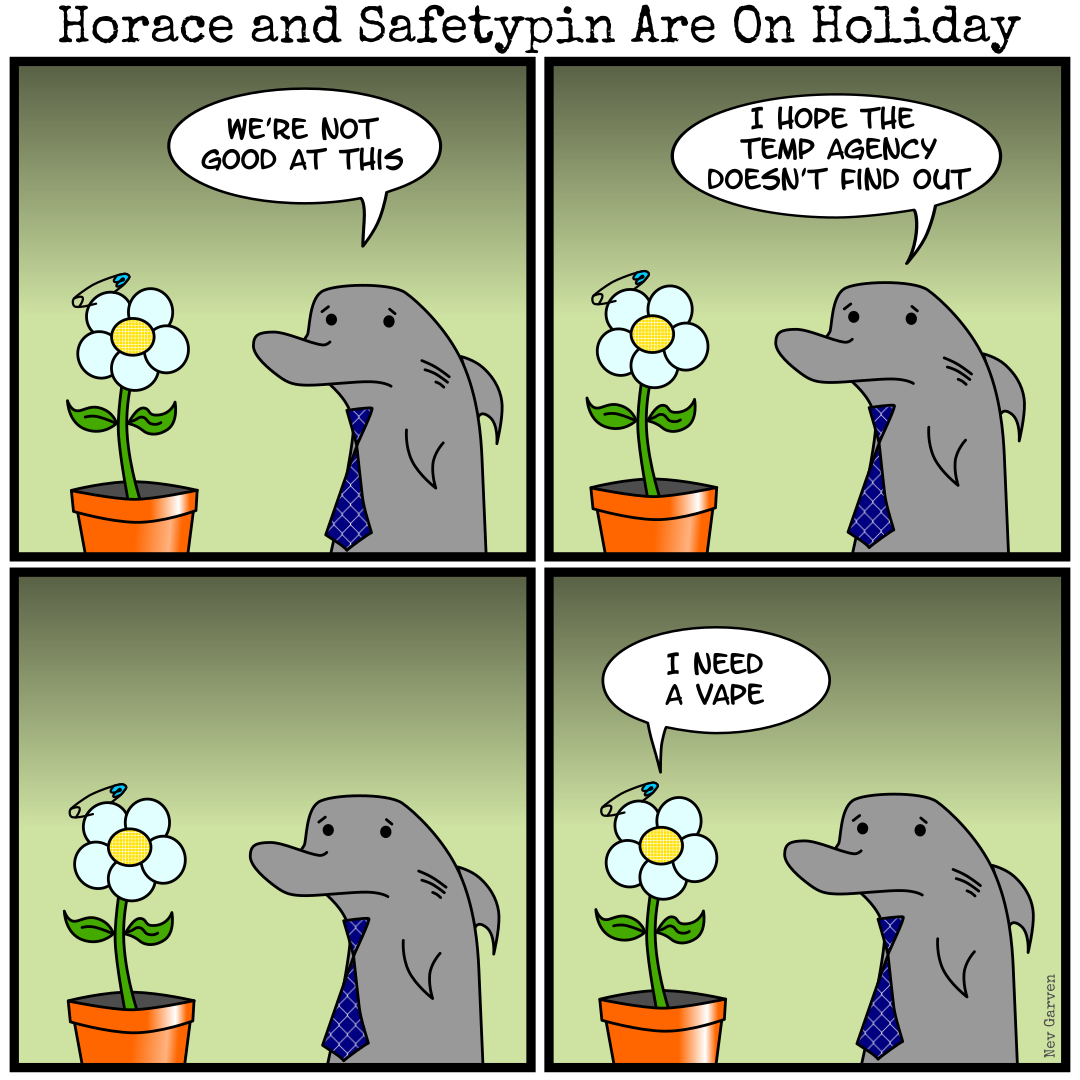 Horace and Safetypin Are On Holiday
WE'RE NOT
GOOD AT THIS
I HOPE THE
TEMP AGENCY
DOESN'T FIND OUT
I NEED
A VAPE
Nev Garven